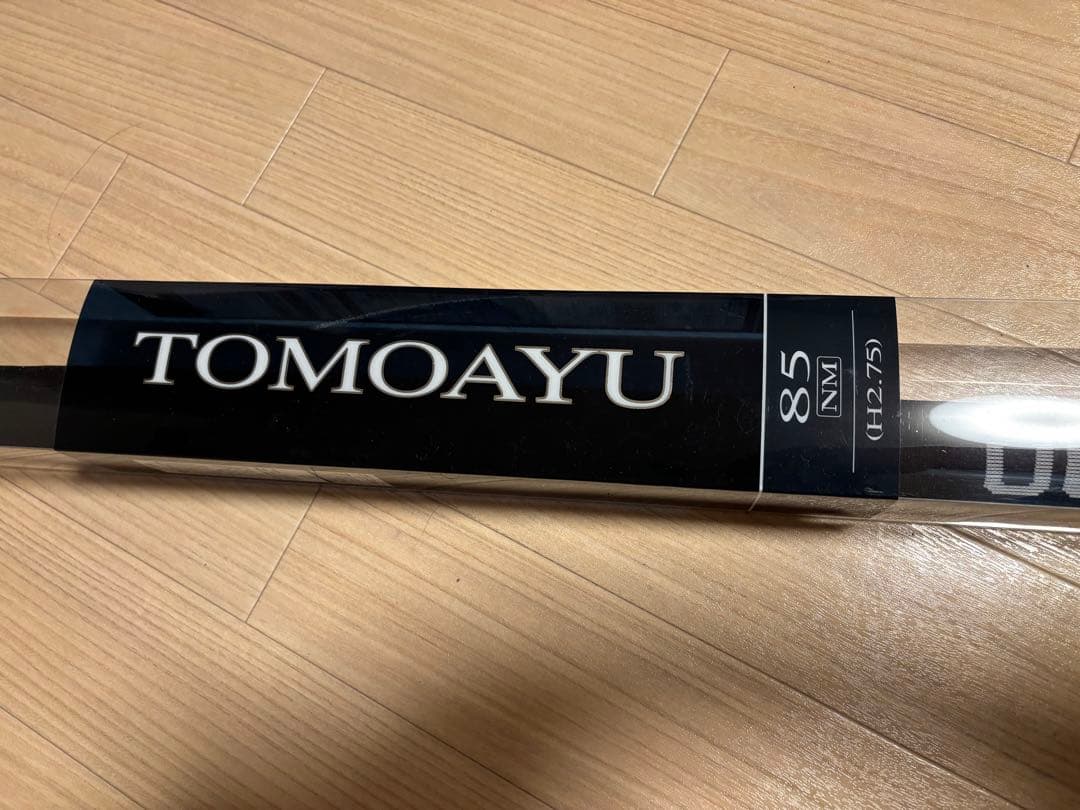 TOMOAYU
85
NM
(H2.75)